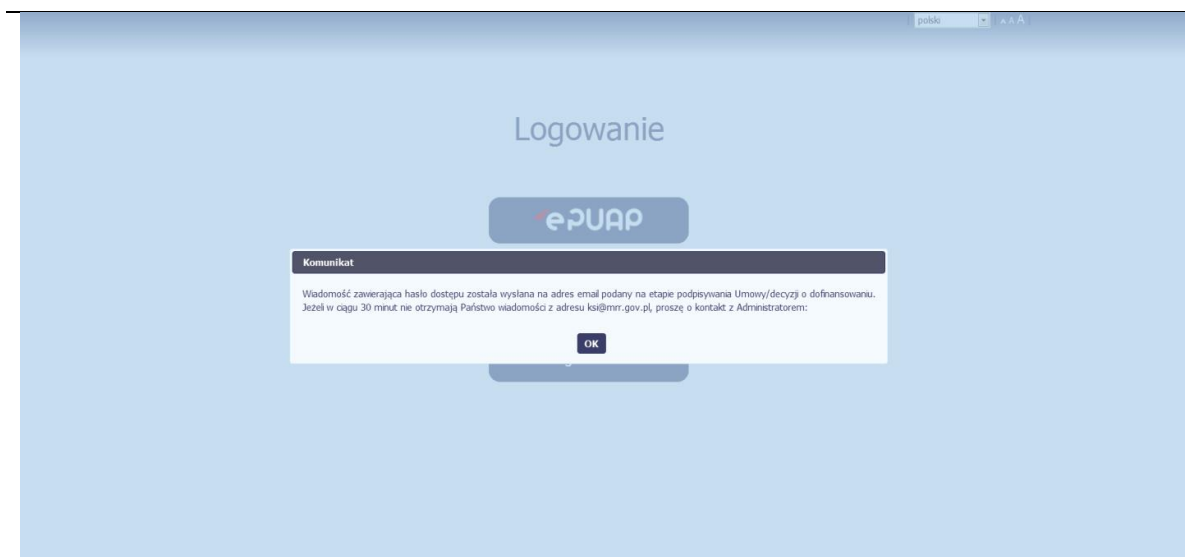 polski
A A A
Logowanie
ePUAP
Komunikat
Wiadomość zawierająca hasło dostępu została wysłana na adres email podany na etapie podpisywania Umowy/decyzji o dofinansowaniu.
Jeżeli w ciągu 30 minut nie otrzymają Państwo wiadomości z adresu ksi@mrr.gov.pl, proszę o kontakt z Administratorem:
OK